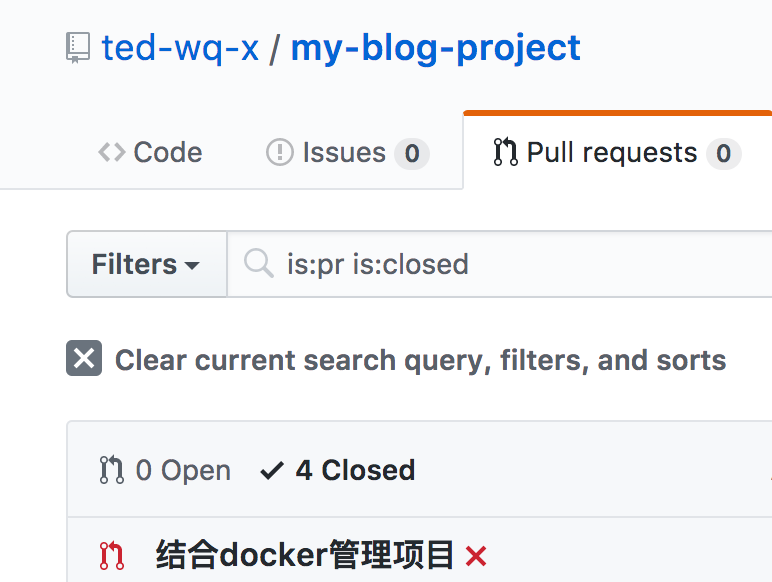 ted-wq-x / my-blog-project
Code Issues 0 Pull requests 0
Filters is:pr is:closed
Clear current search query, filters, and sorts
0 Open 4 Closed
结合docker管理项目